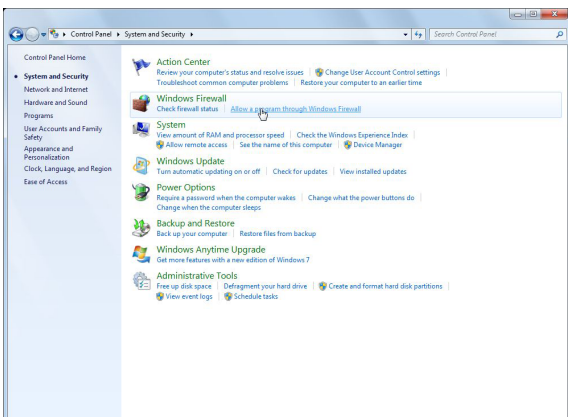 Control Panel ▸ System and Security ▸
Search Control Panel
Control Panel Home
System and Security
Network and Internet
Hardware and Sound
Programs
User Accounts and Family
Safety
Appearance and
Personalization
Clock, Language, and Region
Ease of Access
Action Center
Review your computer's status and resolve issues | Change User Account Control settings |
Troubleshoot common computer problems | Restore your computer to an earlier time
Windows Firewall
Check firewall status | Allow a program through Windows Firewall
System
View amount of RAM and processor speed | Check the Windows Experience Index |
Allow remote access | See the name of this computer | Device Manager
Windows Update
Turn automatic updating on or off | Check for updates | View installed updates
Power Options
Require a password when the computer wakes | Change what the power buttons do |
Change when the computer sleeps
Backup and Restore
Back up your computer | Restore files from backup
Windows Anytime Upgrade
Get more features with a new edition of Windows 7
Administrative Tools
Free up disk space | Defragment your hard drive | Create and format hard disk partitions |
View event logs | Schedule tasks